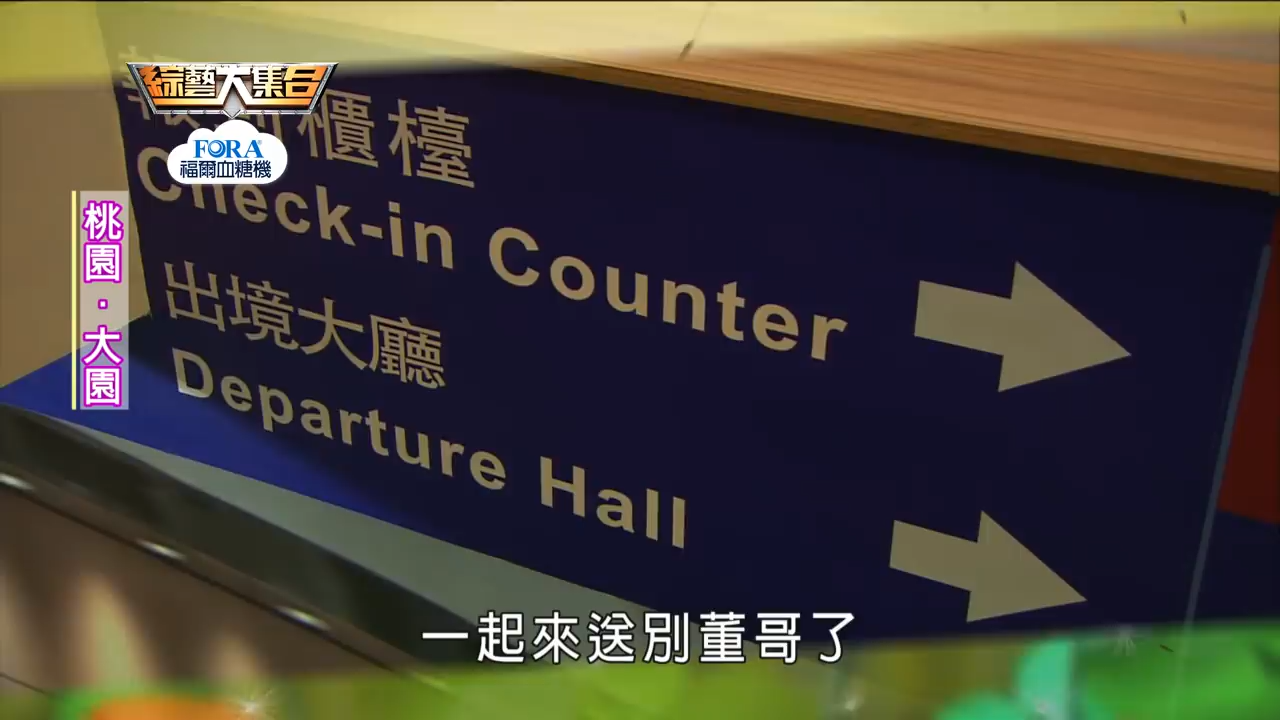 綜藝大集合
FORA
福爾血糖機
桃園·大園
櫃檯
Check-in Counter
出境大廳
Departure Hall
一起來送別董哥了